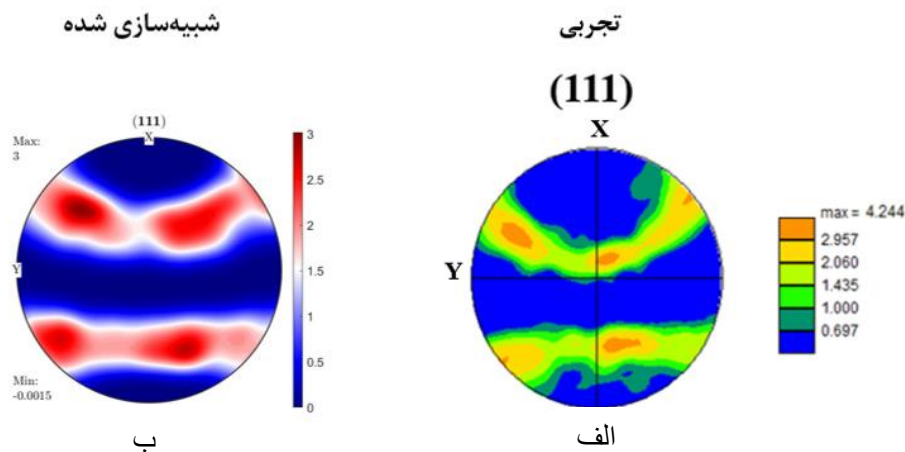 تجربی
(111)
X
Y
max = 4.244
2.957
2.060
1.435
1.000
0.697
الف
شبیه‌سازی شده
(111)
X
Max:
3
Y
Min:
-0.0015
3
2.5
2
1.5
1
0.5
0
ب